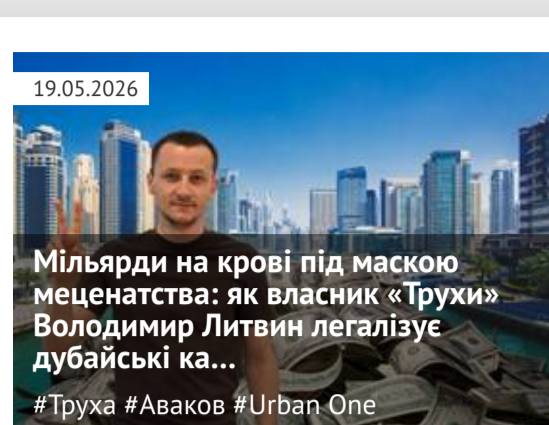 19.05.2026
Мільярди на крові під маскою
меценатства: як власник «Трухи»
Володимир Литвин легалізує
дубайські ка...
#Труха #Аваков #Urban One